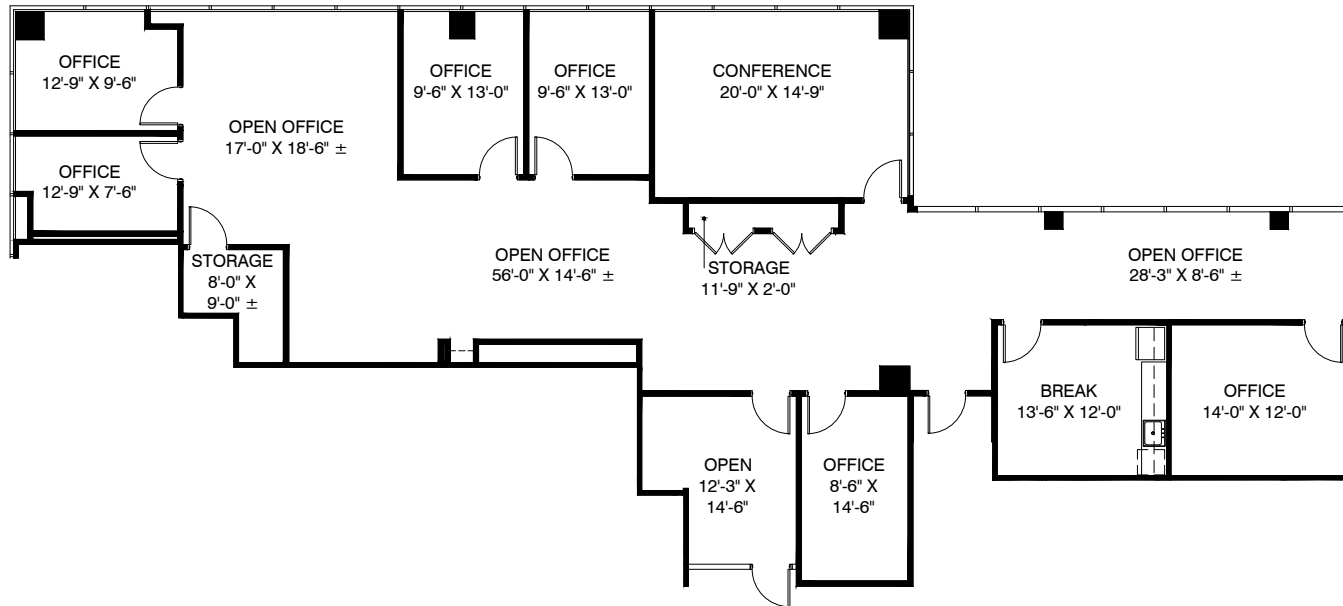 OFFICE
12'-9" X 9'-6"
OFFICE
12'-9" X 7'-6"
OPEN OFFICE
17'-0" X 18'-6" ±
OFFICE
9'-6" X 13'-0"
OFFICE
9'-6" X 13'-0"
CONFERENCE
20'-0" X 14'-9"
STORAGE
8'-0" X
9'-0" ±
OPEN OFFICE
56'-0" X 14'-6" ±
STORAGE
11'-9" X 2'-0"
OPEN OFFICE
28'-3" X 8'-6" ±
OPEN
12'-3" X
14'-6"
OFFICE
8'-6" X
14'-6"
BREAK
13'-6" X 12'-0"
OFFICE
14'-0" X 12'-0"